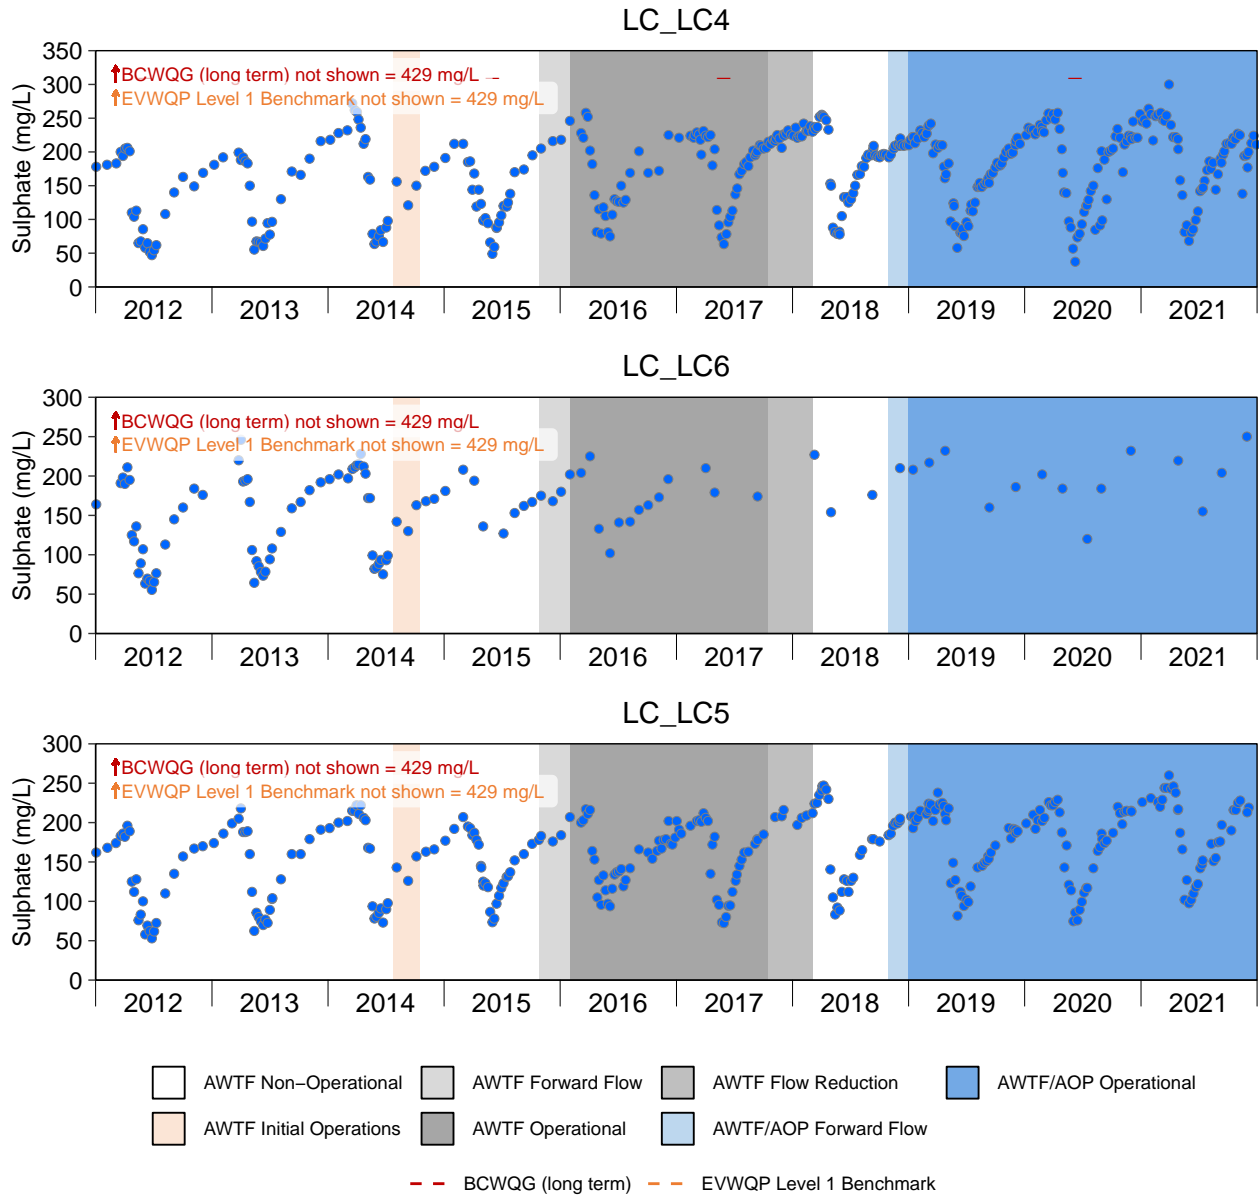 LC_LC4
Sulphate (mg/L)
350
300
250
200
150
100
50
0
BCWQG (long term) not shown = 429 mg/L
EVWQP Level 1 Benchmark not shown = 429 mg/L
2012 2013 2014 2015 2016 2017 2018 2019 2020 2021
LC_LC6
Sulphate (mg/L)
300
250
200
150
100
50
0
BCWQG (long term) not shown = 429 mg/L
EVWQP Level 1 Benchmark not shown = 429 mg/L
2012 2013 2014 2015 2016 2017 2018 2019 2020 2021
LC_LC5
Sulphate (mg/L)
300
250
200
150
100
50
0
BCWQG (long term) not shown = 429 mg/L
EVWQP Level 1 Benchmark not shown = 429 mg/L
2012 2013 2014 2015 2016 2017 2018 2019 2020 2021
AWTF Non−Operational AWTF Forward Flow AWTF Flow Reduction AWTF/AOP Operational
AWTF Initial Operations AWTF Operational AWTF/AOP Forward Flow
BCWQG (long term) EVWQP Level 1 Benchmark